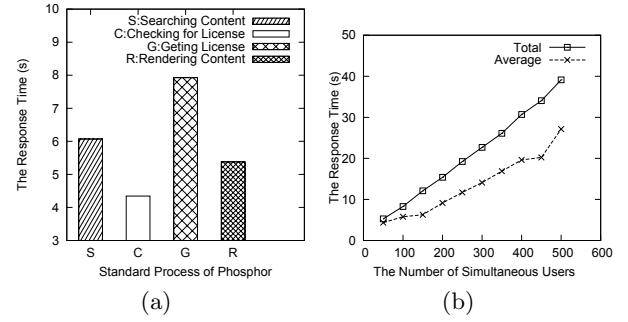 S:Searching Content
C:Checking for License
G:Geting License
R:Rendering Content
The Response Time (s)
10
9
8
7
6
5
4
3
S C G R
Standard Process of Phosphor
(a)
Total
Average
The Response Time (s)
50
40
30
20
10
0
0 100 200 300 400 500 600
The Number of Simultaneous Users
(b)